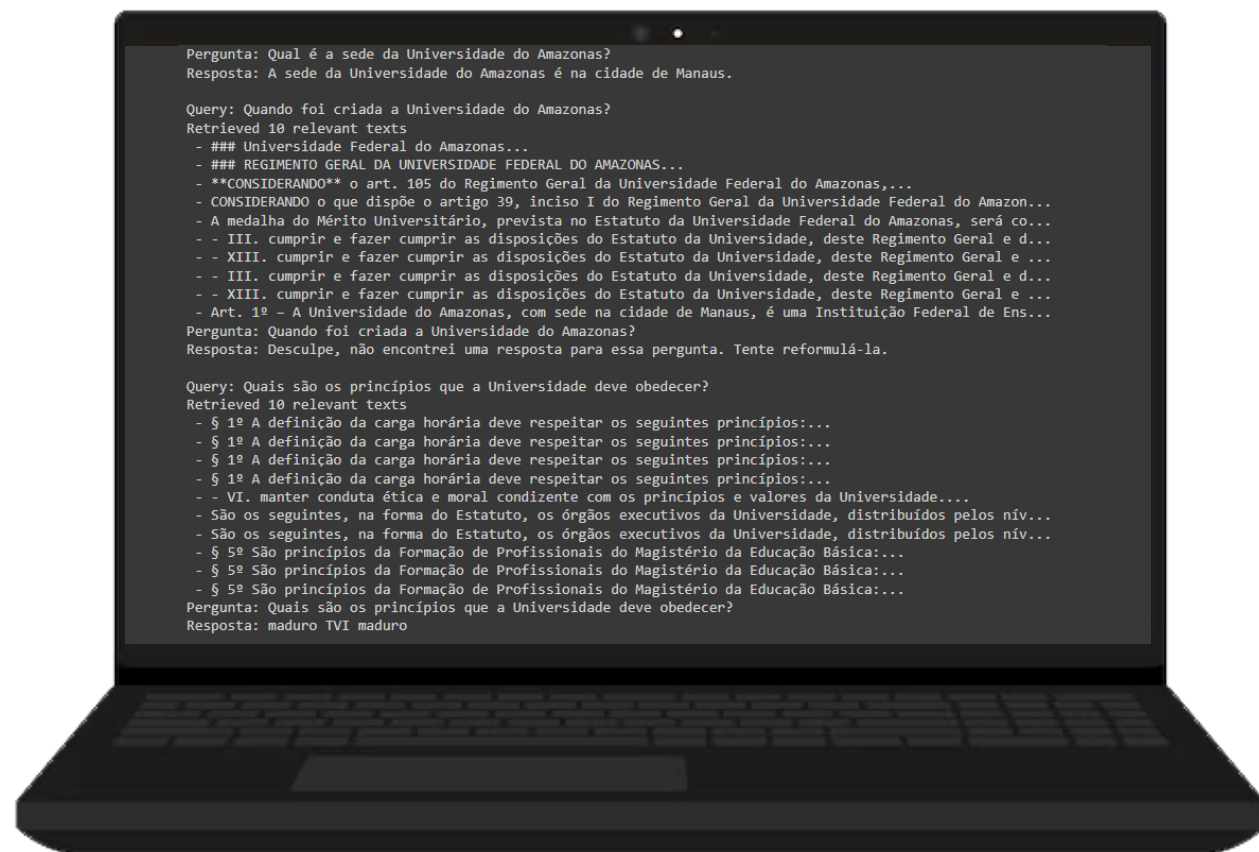 Pergunta: Qual é a sede da Universidade do Amazonas?
Resposta: A sede da Universidade do Amazonas é na cidade de Manaus.
Query: Quando foi criada a Universidade do Amazonas?
Retrieved 10 relevant texts
- ### Universidade Federal do Amazonas...
- ### REGIMENTO GERAL DA UNIVERSIDADE FEDERAL DO AMAZONAS...
- **CONSIDERANDO** o art. 105 do Regimento Geral da Universidade Federal do Amazonas,...
- CONSIDERANDO o que dispõe o artigo 39, inciso I do Regimento Geral da Universidade Federal do Amazon...
- A medalha do Mérito Universitário, prevista no Estatuto da Universidade Federal do Amazonas, será co...
- - III. cumprir e fazer cumprir as disposições do Estatuto da Universidade, deste Regimento Geral e d...
- - XIII. cumprir e fazer cumprir as disposições do Estatuto da Universidade, deste Regimento Geral e ...
- - III. cumprir e fazer cumprir as disposições do Estatuto da Universidade, deste Regimento Geral e d...
- - XIII. cumprir e fazer cumprir as disposições do Estatuto da Universidade, deste Regimento Geral e ...
- Art. 1º – A Universidade do Amazonas, com sede na cidade de Manaus, é uma Instituição Federal de Ens...
Pergunta: Quando foi criada a Universidade do Amazonas?
Resposta: Desculpe, não encontrei uma resposta para essa pergunta. Tente reformulá-la.
Query: Quais são os princípios que a Universidade deve obedecer?
Retrieved 10 relevant texts
- § 1º A definição da carga horária deve respeitar os seguintes princípios:...
- § 1º A definição da carga horária deve respeitar os seguintes princípios:...
- § 1º A definição da carga horária deve respeitar os seguintes princípios:...
- § 1º A definição da carga horária deve respeitar os seguintes princípios:...
- - VI. manter conduta ética e moral condizente com os princípios e valores da Universidade....
- São os seguintes, na forma do Estatuto, os órgãos executivos da Universidade, distribuídos pelos nív...
- São os seguintes, na forma do Estatuto, os órgãos executivos da Universidade, distribuídos pelos nív...
- § 5º São princípios da Formação de Profissionais do Magistério da Educação Básica:...
- § 5º São princípios da Formação de Profissionais do Magistério da Educação Básica:...
- § 5º São princípios da Formação de Profissionais do Magistério da Educação Básica:...
Pergunta: Quais são os princípios que a Universidade deve obedecer?
Resposta: maduro TVI maduro